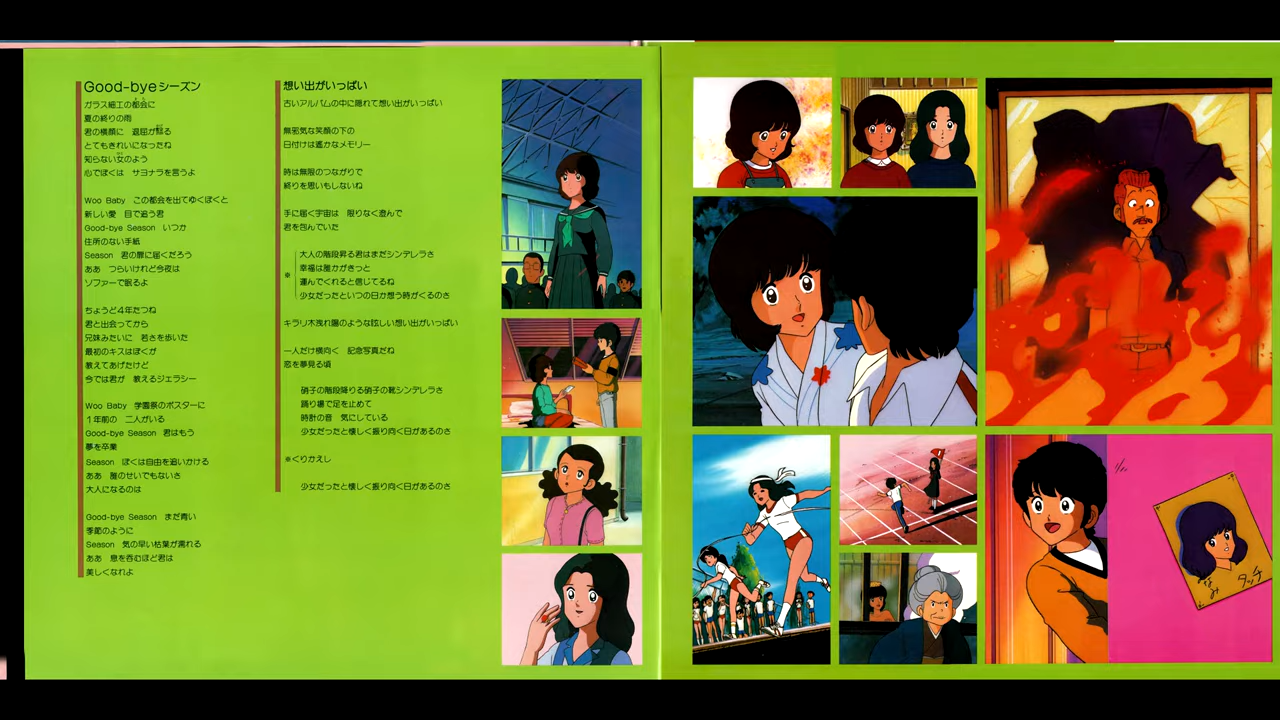 Good-byeシーズン
ガラス細工の都会に
夏の終りの雨
君の横顔に　退屈が翳る
とてもきれいになったね
知らない女のよう
心でぼくは　サヨナラを言うよ
Woo Baby　この都会を出てゆくぼくと
新しい愛　目で追う君
Good-bye Season　いつか
住所のない手紙
Season　君の扉に届くだろう
ああ　つらいけれど今夜は
ソファーで眠るよ
ちょうど4年たつね
君と出会ってから
兄妹みたいに　若さを歩いた
最初のキスはぼくが
教えてあげたけど
今では君が　教えるジェラシー
Woo Baby　学園祭のポスターに
1年前の　二人がいる
Good-bye Season　君はもう
夢を卒業
Season　ぼくは自由を追いかける
ああ　誰のせいでもないさ
大人になるのは
Good-bye Season　まだ青い
季節のように
Season　気の早い枯葉が濡れる
ああ　息を呑むほど君は
美しくなれよ
想い出がいっぱい
古いアルバムの中に隠れて想い出がいっぱい
無邪気な笑顔の下の
日付けは遙かなメモリー
時は無限のつながりで
終りを思いもしないね
手に届く宇宙は　限りなく澄んで
君を包んでいた
※
大人の階段昇る君はまだシンデレラさ
幸福は誰かがきっと
運んでくれると信じてるね
少女だったといつの日か想う時がくるのさ
キラリ木洩れ陽のような眩しい想い出がいっぱい
一人だけ横向く　記念写真だね
恋を夢見る頃
硝子の階段降りる硝子の靴シンデレラさ
踊り場で足を止めて
時計の音　気にしている
少女だったと懐しく振り向く日があるのさ
※くりかえし
少女だったと懐しく振り向く日があるのさ
なみ
タッチ